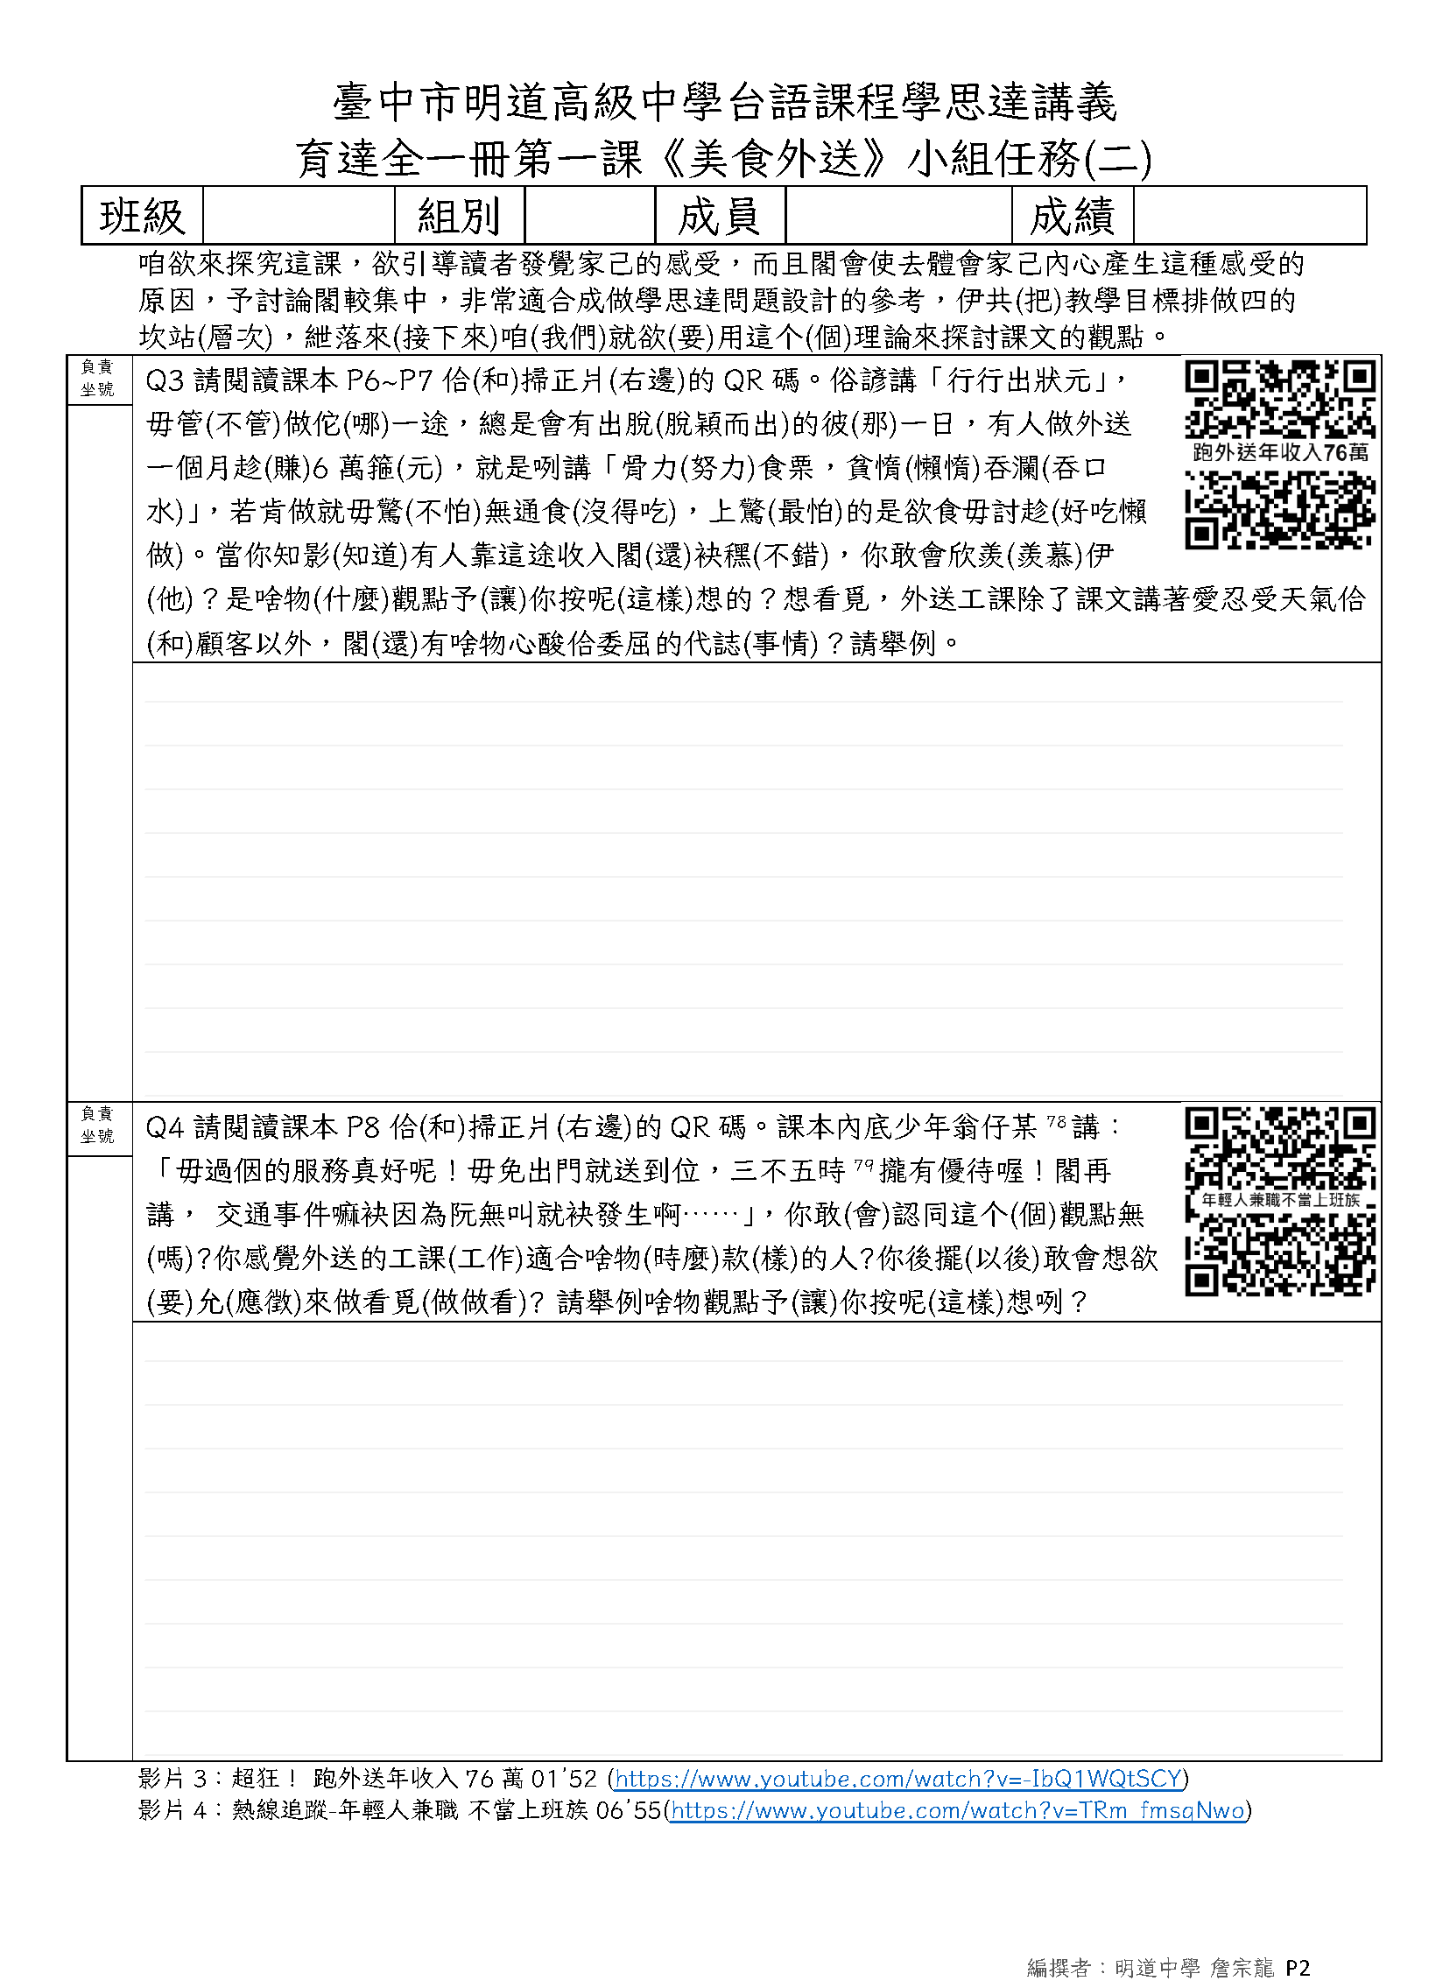 臺中市明道高級中學台語課程學思達講義
育達全一冊第一課《美食外送》小組任務(二)
班級 組別 成員 成績
咱欲來探究這課，欲引導讀者發覺家己的感受，而且閣會使去體會家己內心產生這種感受的
原因，予討論閣較集中，非常適合成做學思達問題設計的參考，伊共(把)教學目標排做四的
坎站(層次)，紲落來(接下來)咱(我們)就欲(要)用這个(個)理論來探討課文的觀點。
負責
坐號
Q3 請閱讀課本 P6~P7 佮(和)掃正爿(右邊)的 QR 碼。俗諺講「行行出狀元」，
毋管(不管)做佗(哪)一途，總是會有出脫(脫穎而出)的彼(那)一日，有人做外送
一個月趁(賺)6 萬箍(元)，就是咧講「骨力(努力)食栗，貧惰(懶惰)吞瀾(吞口
水)」，若肯做就毋驚(不怕)無通食(沒得吃)，上驚(最怕)的是欲食毋討趁(好吃懶
做)。當你知影(知道)有人靠這途收入閣(還)袂穤(不錯)，你敢會欣羨(羨慕)伊
(他)？是啥物(什麼)觀點予(讓)你按呢(這樣)想的？想看覓，外送工課除了課文講著愛忍受天氣佮
(和)顧客以外，閣(還)有啥物心酸佮委屈的代誌(事情)？請舉例。
跑外送年收入76萬
負責
坐號
Q4 請閱讀課本 P8 佮(和)掃正爿(右邊)的 QR 碼。課本內底少年翁仔某 78 講：
「毋過個的服務真好呢！毋免出門就送到位，三不五時 79 攏有優待喔！閣再
講， 交通事件嘛袂因為阮無叫就袂發生啊……」，你敢(會)認同這个(個)觀點無
(嗎)?你感覺外送的工課(工作)適合啥物(時麼)款(樣)的人?你後擺(以後)敢會想欲
(要)允(應徵)來做看覓(做做看)? 請舉例啥物觀點予(讓)你按呢(這樣)想咧？
年輕人兼職不當上班族
影片 3：超狂！ 跑外送年收入 76 萬 01'52 (https://www.youtube.com/watch?v=-IbQ1WQtSCY)
影片 4：熱線追蹤-年輕人兼職 不當上班族 06'55(https://www.youtube.com/watch?v=TRm_fmsqNwo)
編撰者：明道中學 詹宗龍 P2